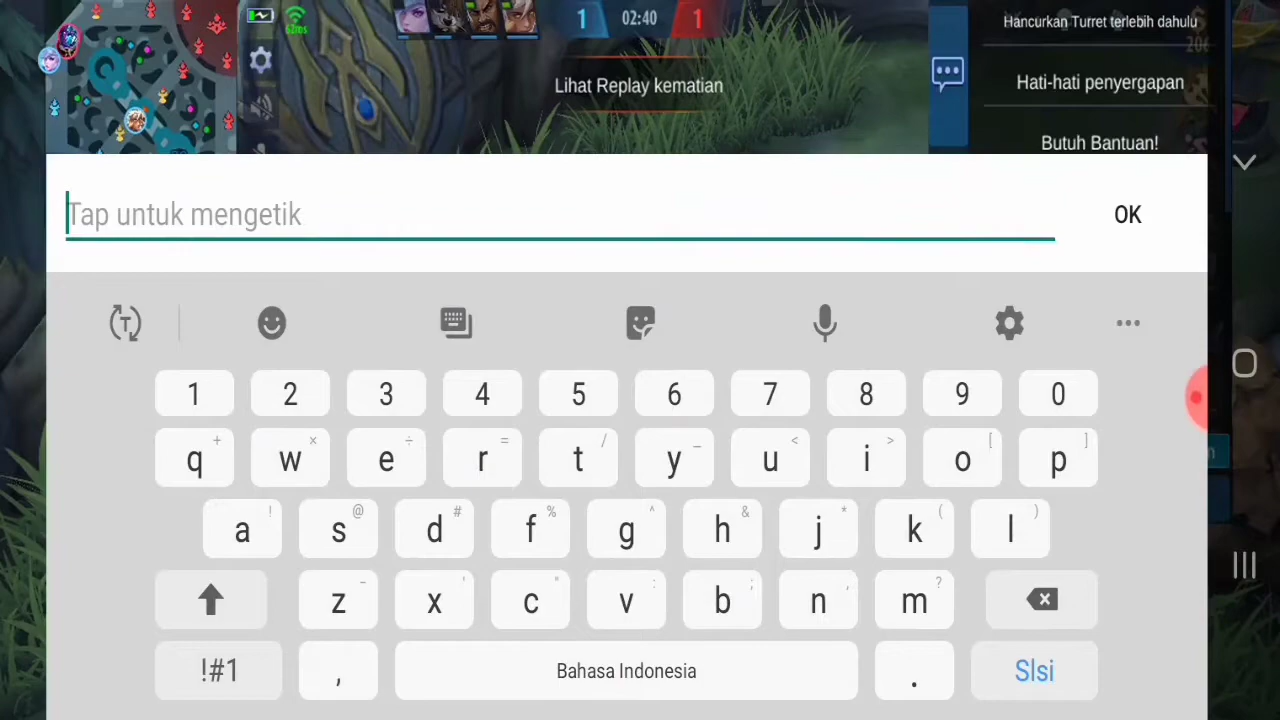 62ms
1 02:40 1
Hancurkan Turret terlebih dahulu
Lihat Replay kematian
Hati-hati penyergapan
Butuh Bantuan!
Tap untuk mengetik
OK
1 2 3 4 5 6 7 8 9 0
q + w × e ÷ r = t / y _ u < i > o [ p ]
a ! s @ d # f % g ^ h & j * k ( l )
z - x ' c " v : b ; n , m ?
!#1 , Bahasa Indonesia . Slsi